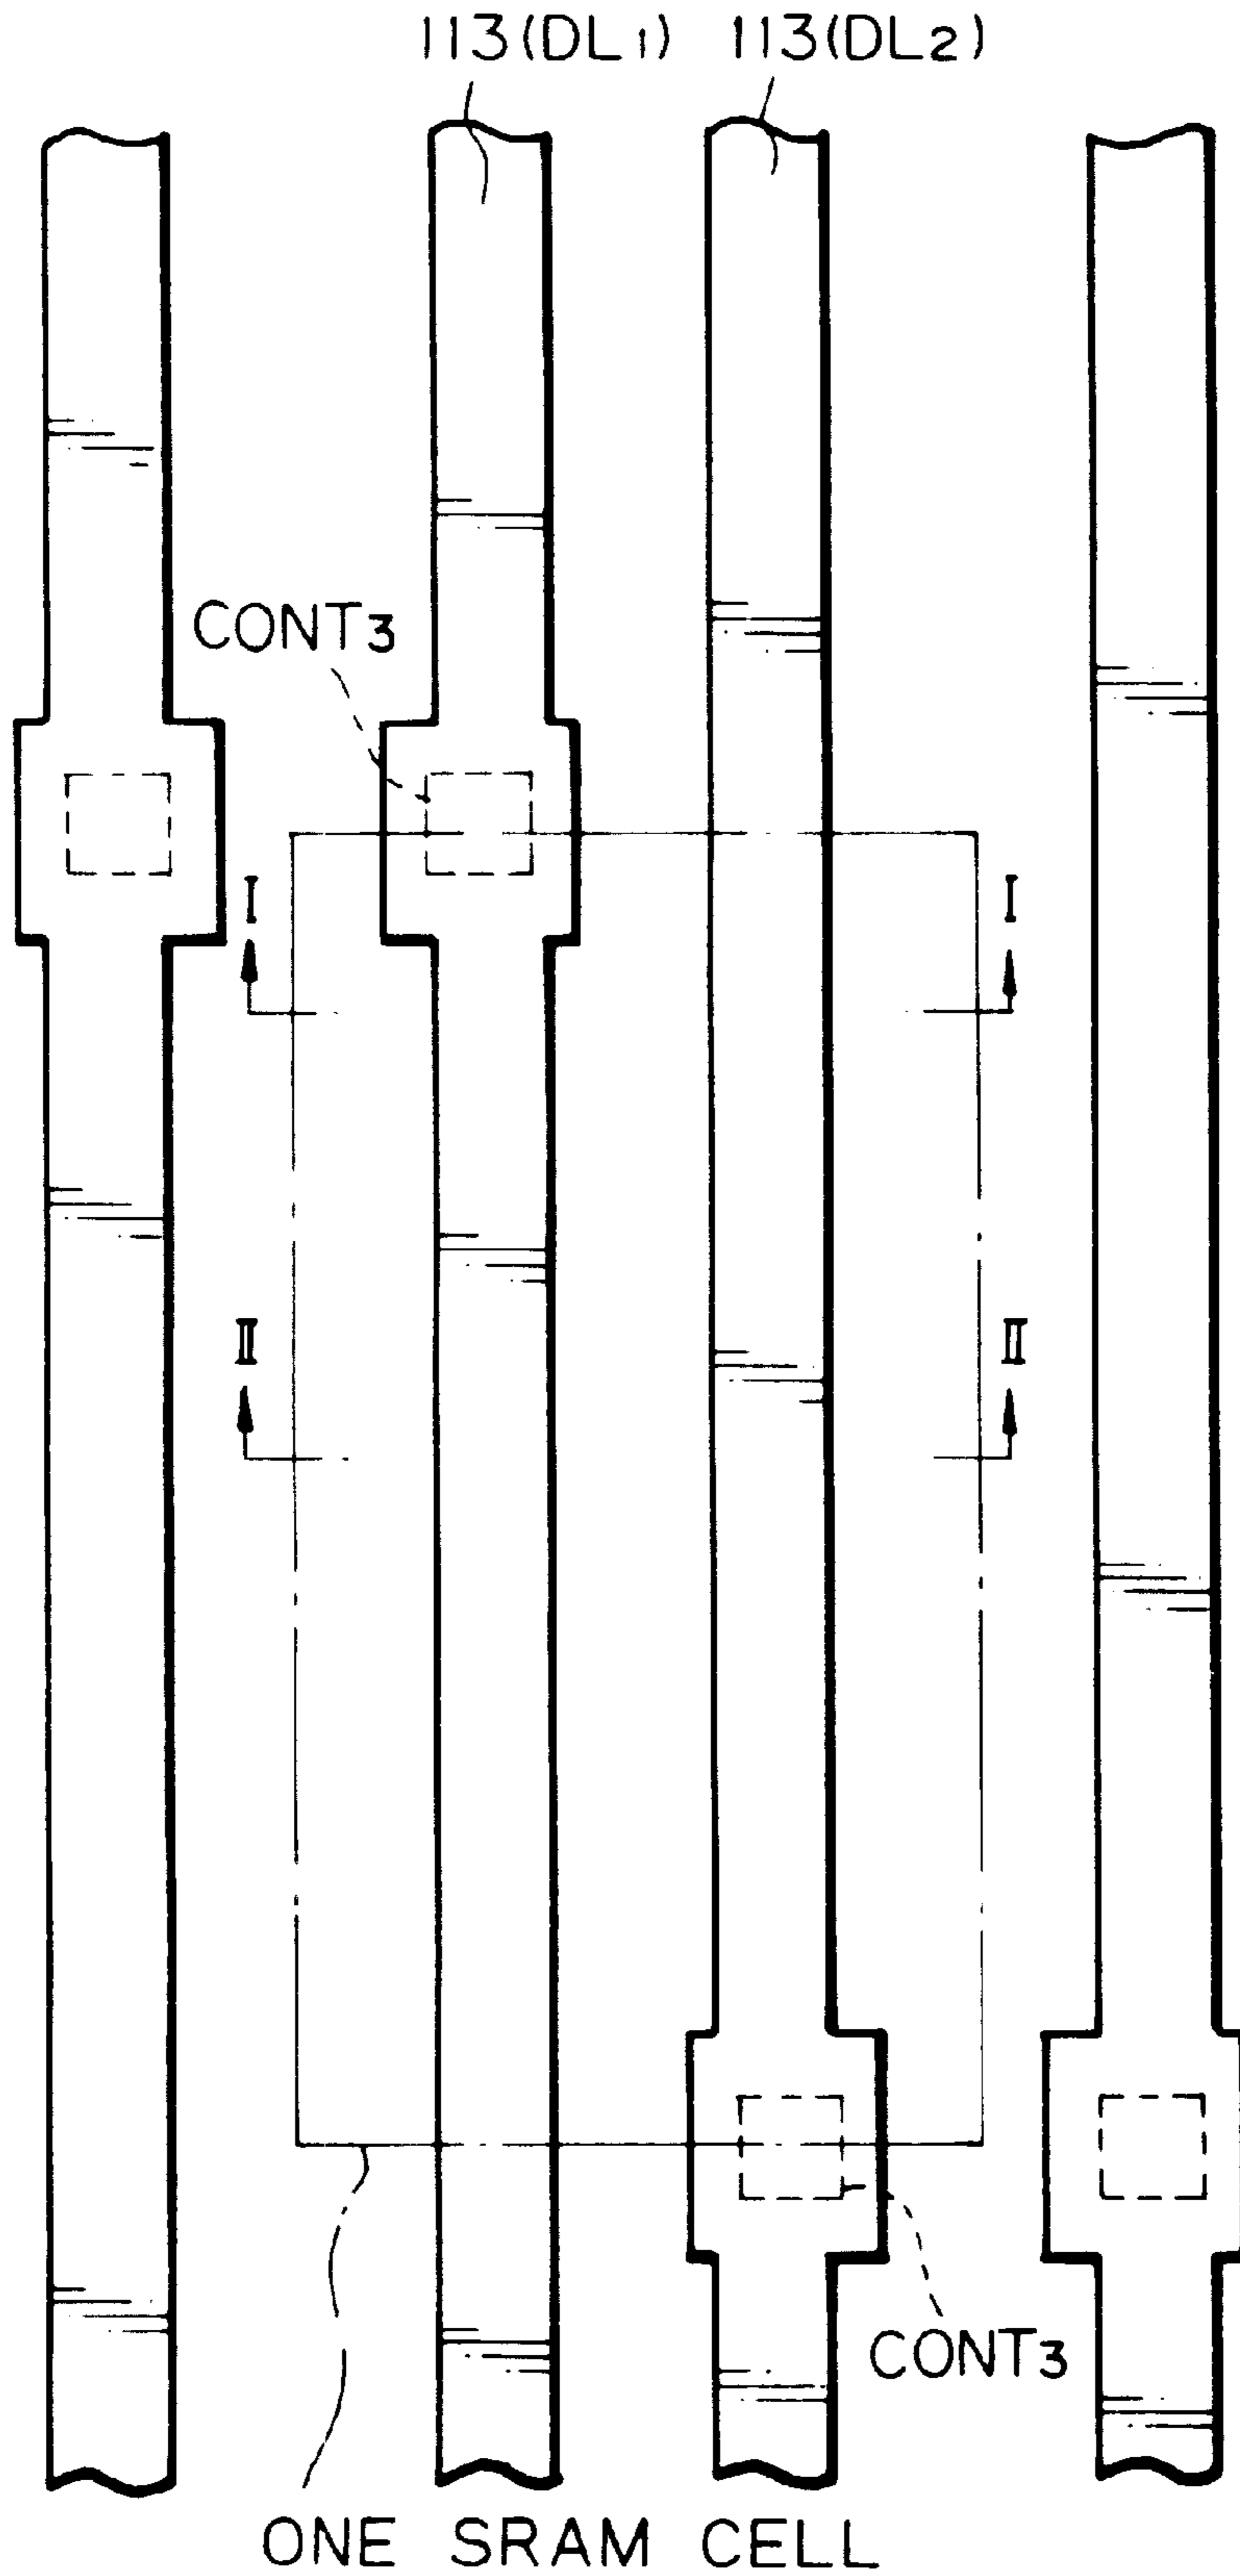 113(DL1) 113(DL2)
CONT3
I I
II II
CONT3
ONE SRAM CELL